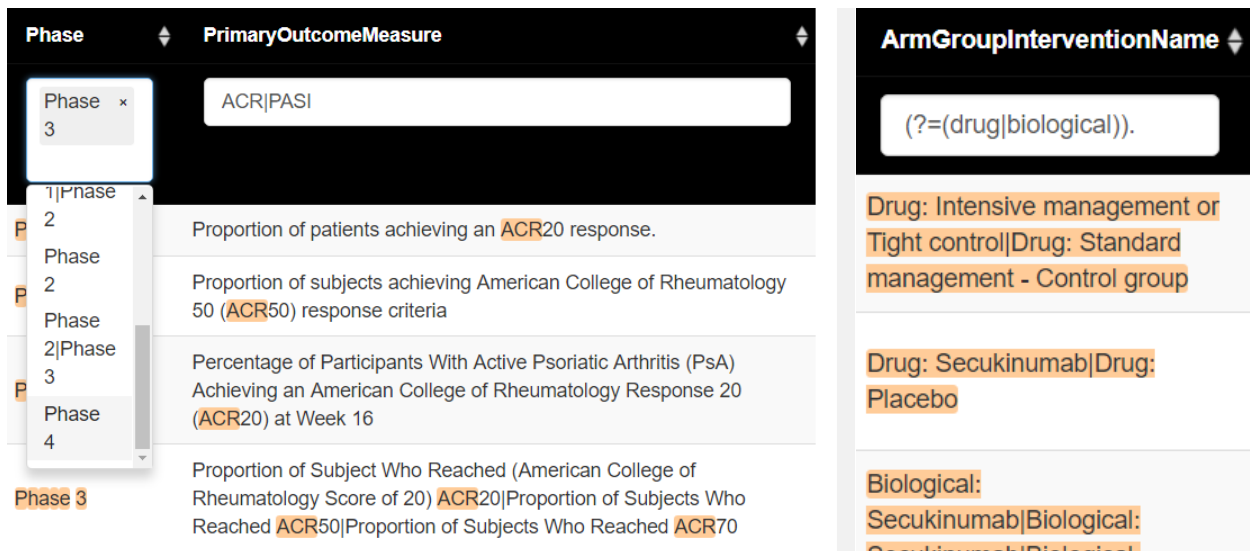 Phase
PrimaryOutcomeMeasure
Phase ×
3
ACR|PASI
1|Phase
2
Phase
2
Phase
2|Phase
3
Phase
4
P
Proportion of patients achieving an ACR20 response.
P
Proportion of subjects achieving American College of Rheumatology
50 (ACR50) response criteria
P
Percentage of Participants With Active Psoriatic Arthritis (PsA)
Achieving an American College of Rheumatology Response 20
(ACR20) at Week 16
Phase 3
Proportion of Subject Who Reached (American College of
Rheumatology Score of 20) ACR20|Proportion of Subjects Who
Reached ACR50|Proportion of Subjects Who Reached ACR70
ArmGroupInterventionName
(?=(drug|biological)).
Drug: Intensive management or
Tight control|Drug: Standard
management - Control group
Drug: Secukinumab|Drug:
Placebo
Biological:
Secukinumab|Biological:
Secukinumab|Biological